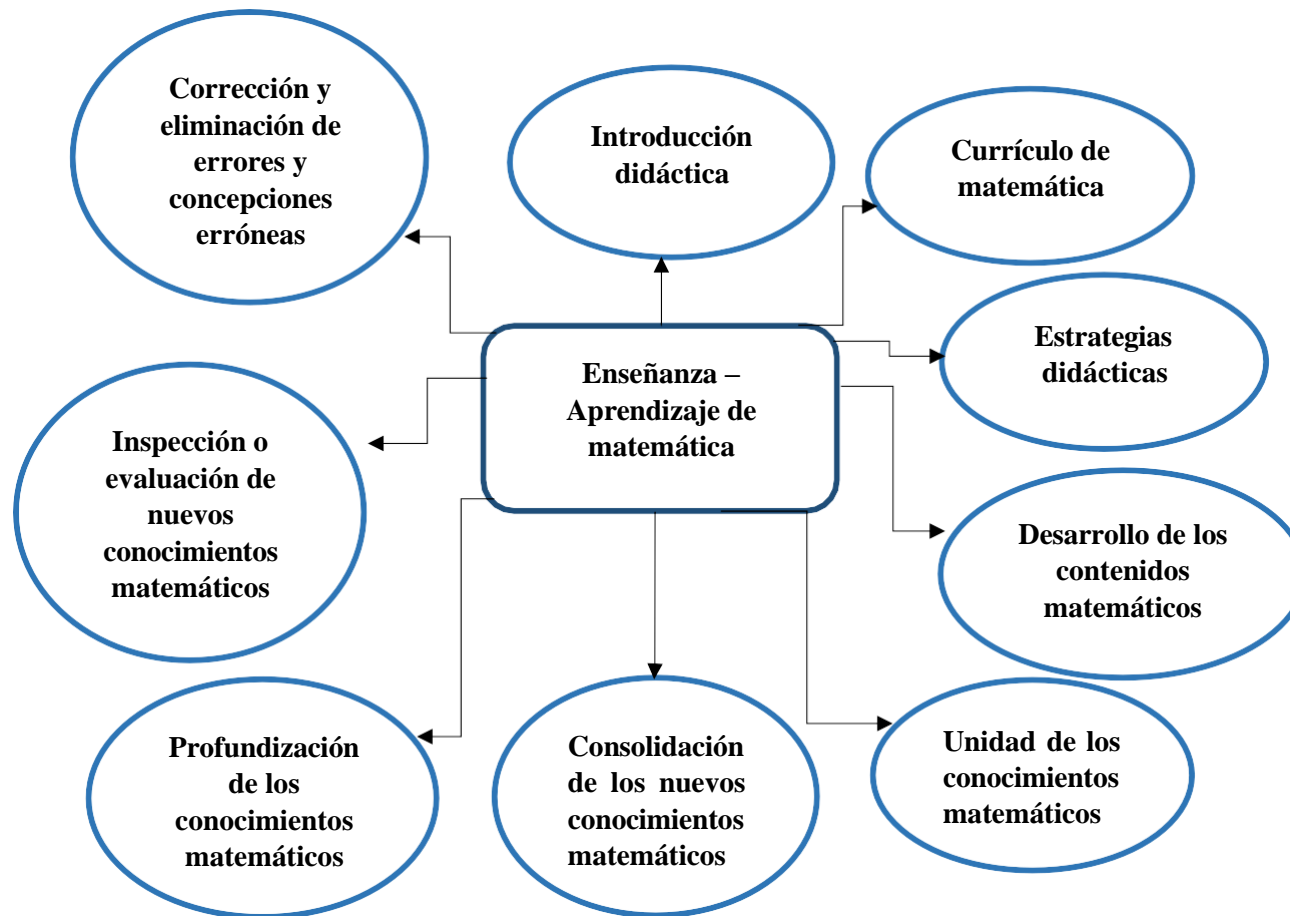 Corrección y
eliminación de
errores y
concepciones
erróneas
Introducción
didáctica
Currículo de
matemática
Estrategias
didácticas
Enseñanza –
Aprendizaje de
matemática
Inspección o
evaluación de
nuevos
conocimientos
matemáticos
Desarrollo de los
contenidos
matemáticos
Profundización
de los
conocimientos
matemáticos
Consolidación
de los nuevos
conocimientos
matemáticos
Unidad de los
conocimientos
matemáticos